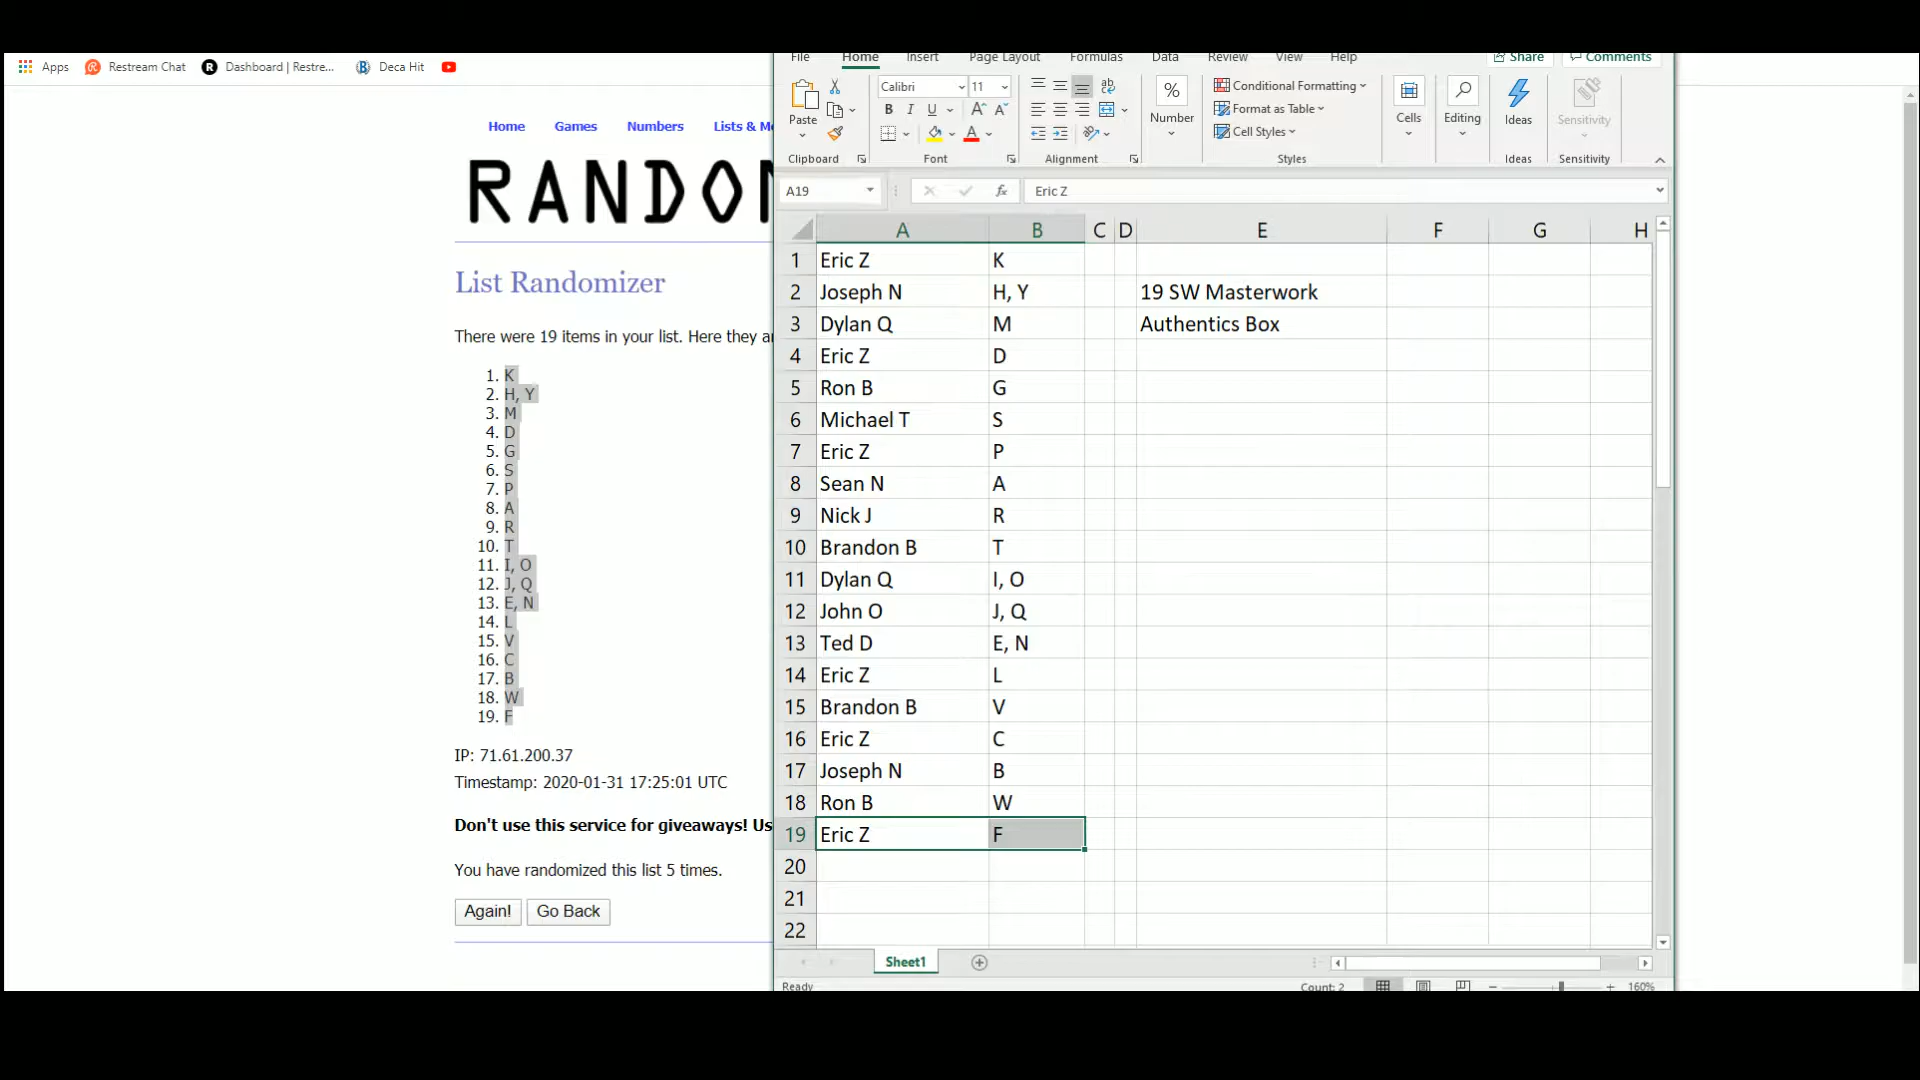 Apps Restream Chat Dashboard | Restre... Deca Hit
Home Games Numbers Lists & M
RANDO
List Randomizer
There were 19 items in your list. Here they a
1. K
2. H, Y
3. M
4. D
5. G
6. S
7. P
8. A
9. R
10. T
11. I, O
12. J, Q
13. E, N
14. L
15. V
16. C
17. B
18. W
19. F
IP: 71.61.200.37
Timestamp: 2020-01-31 17:25:01 UTC
Don't use this service for giveaways! Us
You have randomized this list 5 times.
Again! Go Back
File Home Insert Page Layout Formulas Data Review View Help Share Comments
Paste Calibri 11 B I U A A A Number % Conditional Formatting
Format as Table
Cell Styles
Cells Editing Ideas Sensitivity
Clipboard Font Alignment Styles Ideas Sensitivity
A19 fx Eric Z
A B C D E F G H
1 Eric Z K
2 Joseph N H, Y 19 SW Masterwork
3 Dylan Q M Authentics Box
4 Eric Z D
5 Ron B G
6 Michael T S
7 Eric Z P
8 Sean N A
9 Nick J R
10 Brandon B T
11 Dylan Q I, O
12 John O J, Q
13 Ted D E, N
14 Eric Z L
15 Brandon B V
16 Eric Z C
17 Joseph N B
18 Ron B W
19 Eric Z F
20
21
22
Sheet1
Ready Count: 2 160%